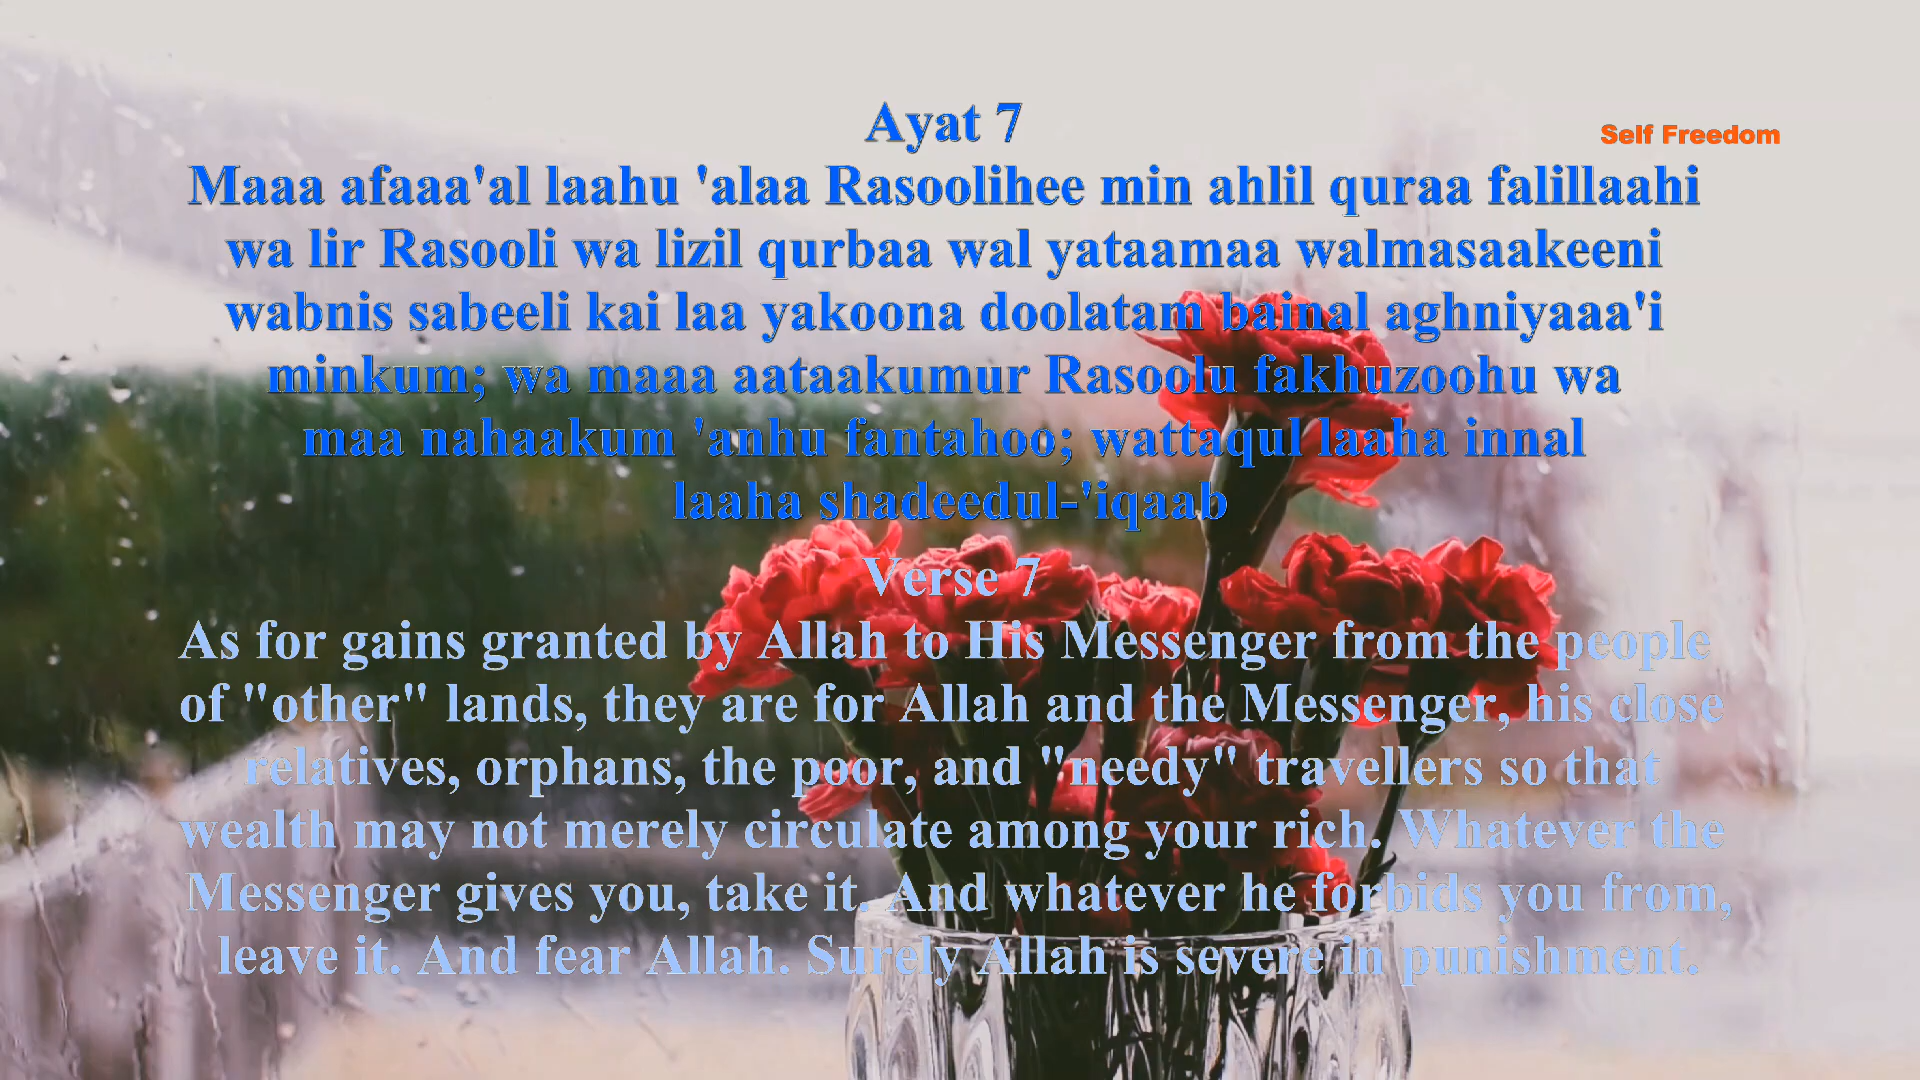 Ayat 7
Self Freedom
Maaa afaaa'al laahu 'alaa Rasoolihee min ahlil quraa falillaahi
wa lir Rasooli wa lizil qurbaa wal yataamaa walmasaakeeni
wabnis sabeeli kai laa yakoona doolatam bainal aghniyaaa'i
minkum; wa maaa aataakumur Rasoolu fakhuzoohu wa
maa nahaakum 'anhu fantahoo; wattaqul laaha innal
laaha shadeedul-'iqaab
Verse 7
As for gains granted by Allah to His Messenger from the people
of "other" lands, they are for Allah and the Messenger, his close
relatives, orphans, the poor, and "needy" travellers so that
wealth may not merely circulate among your rich. Whatever the
Messenger gives you, take it. And whatever he forbids you from,
leave it. And fear Allah. Surely Allah is severe in punishment.